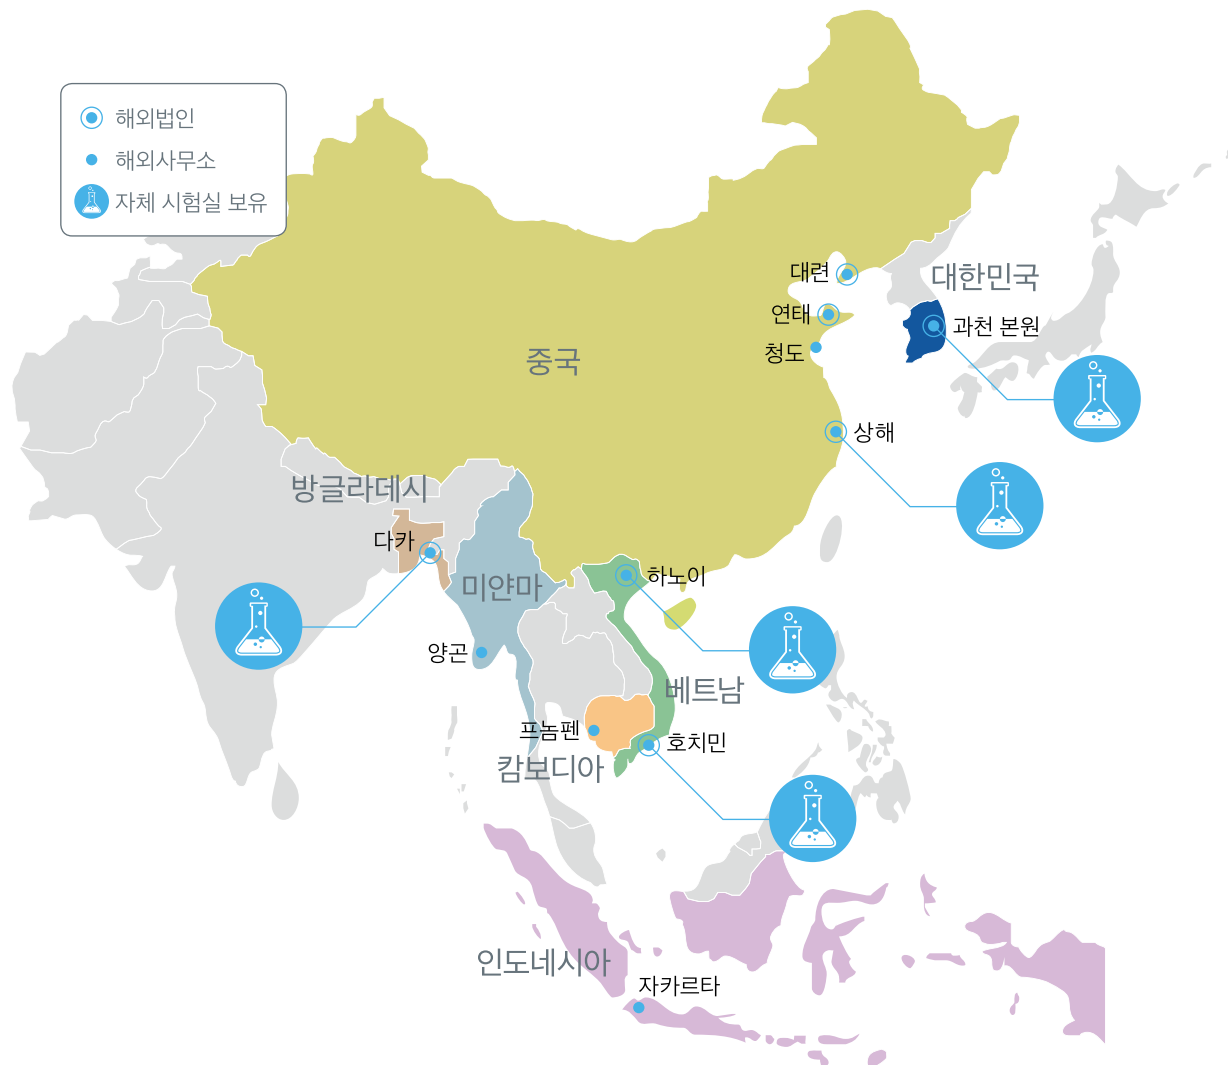 해외법인
해외사무소
자체 시험실 보유
대련
대한민국
연태
과천 본원
청도
중국
상해
방글라데시
다카
하노이
미얀마
양곤
베트남
프놈펜
호치민
캄보디아
인도네시아
자카르타